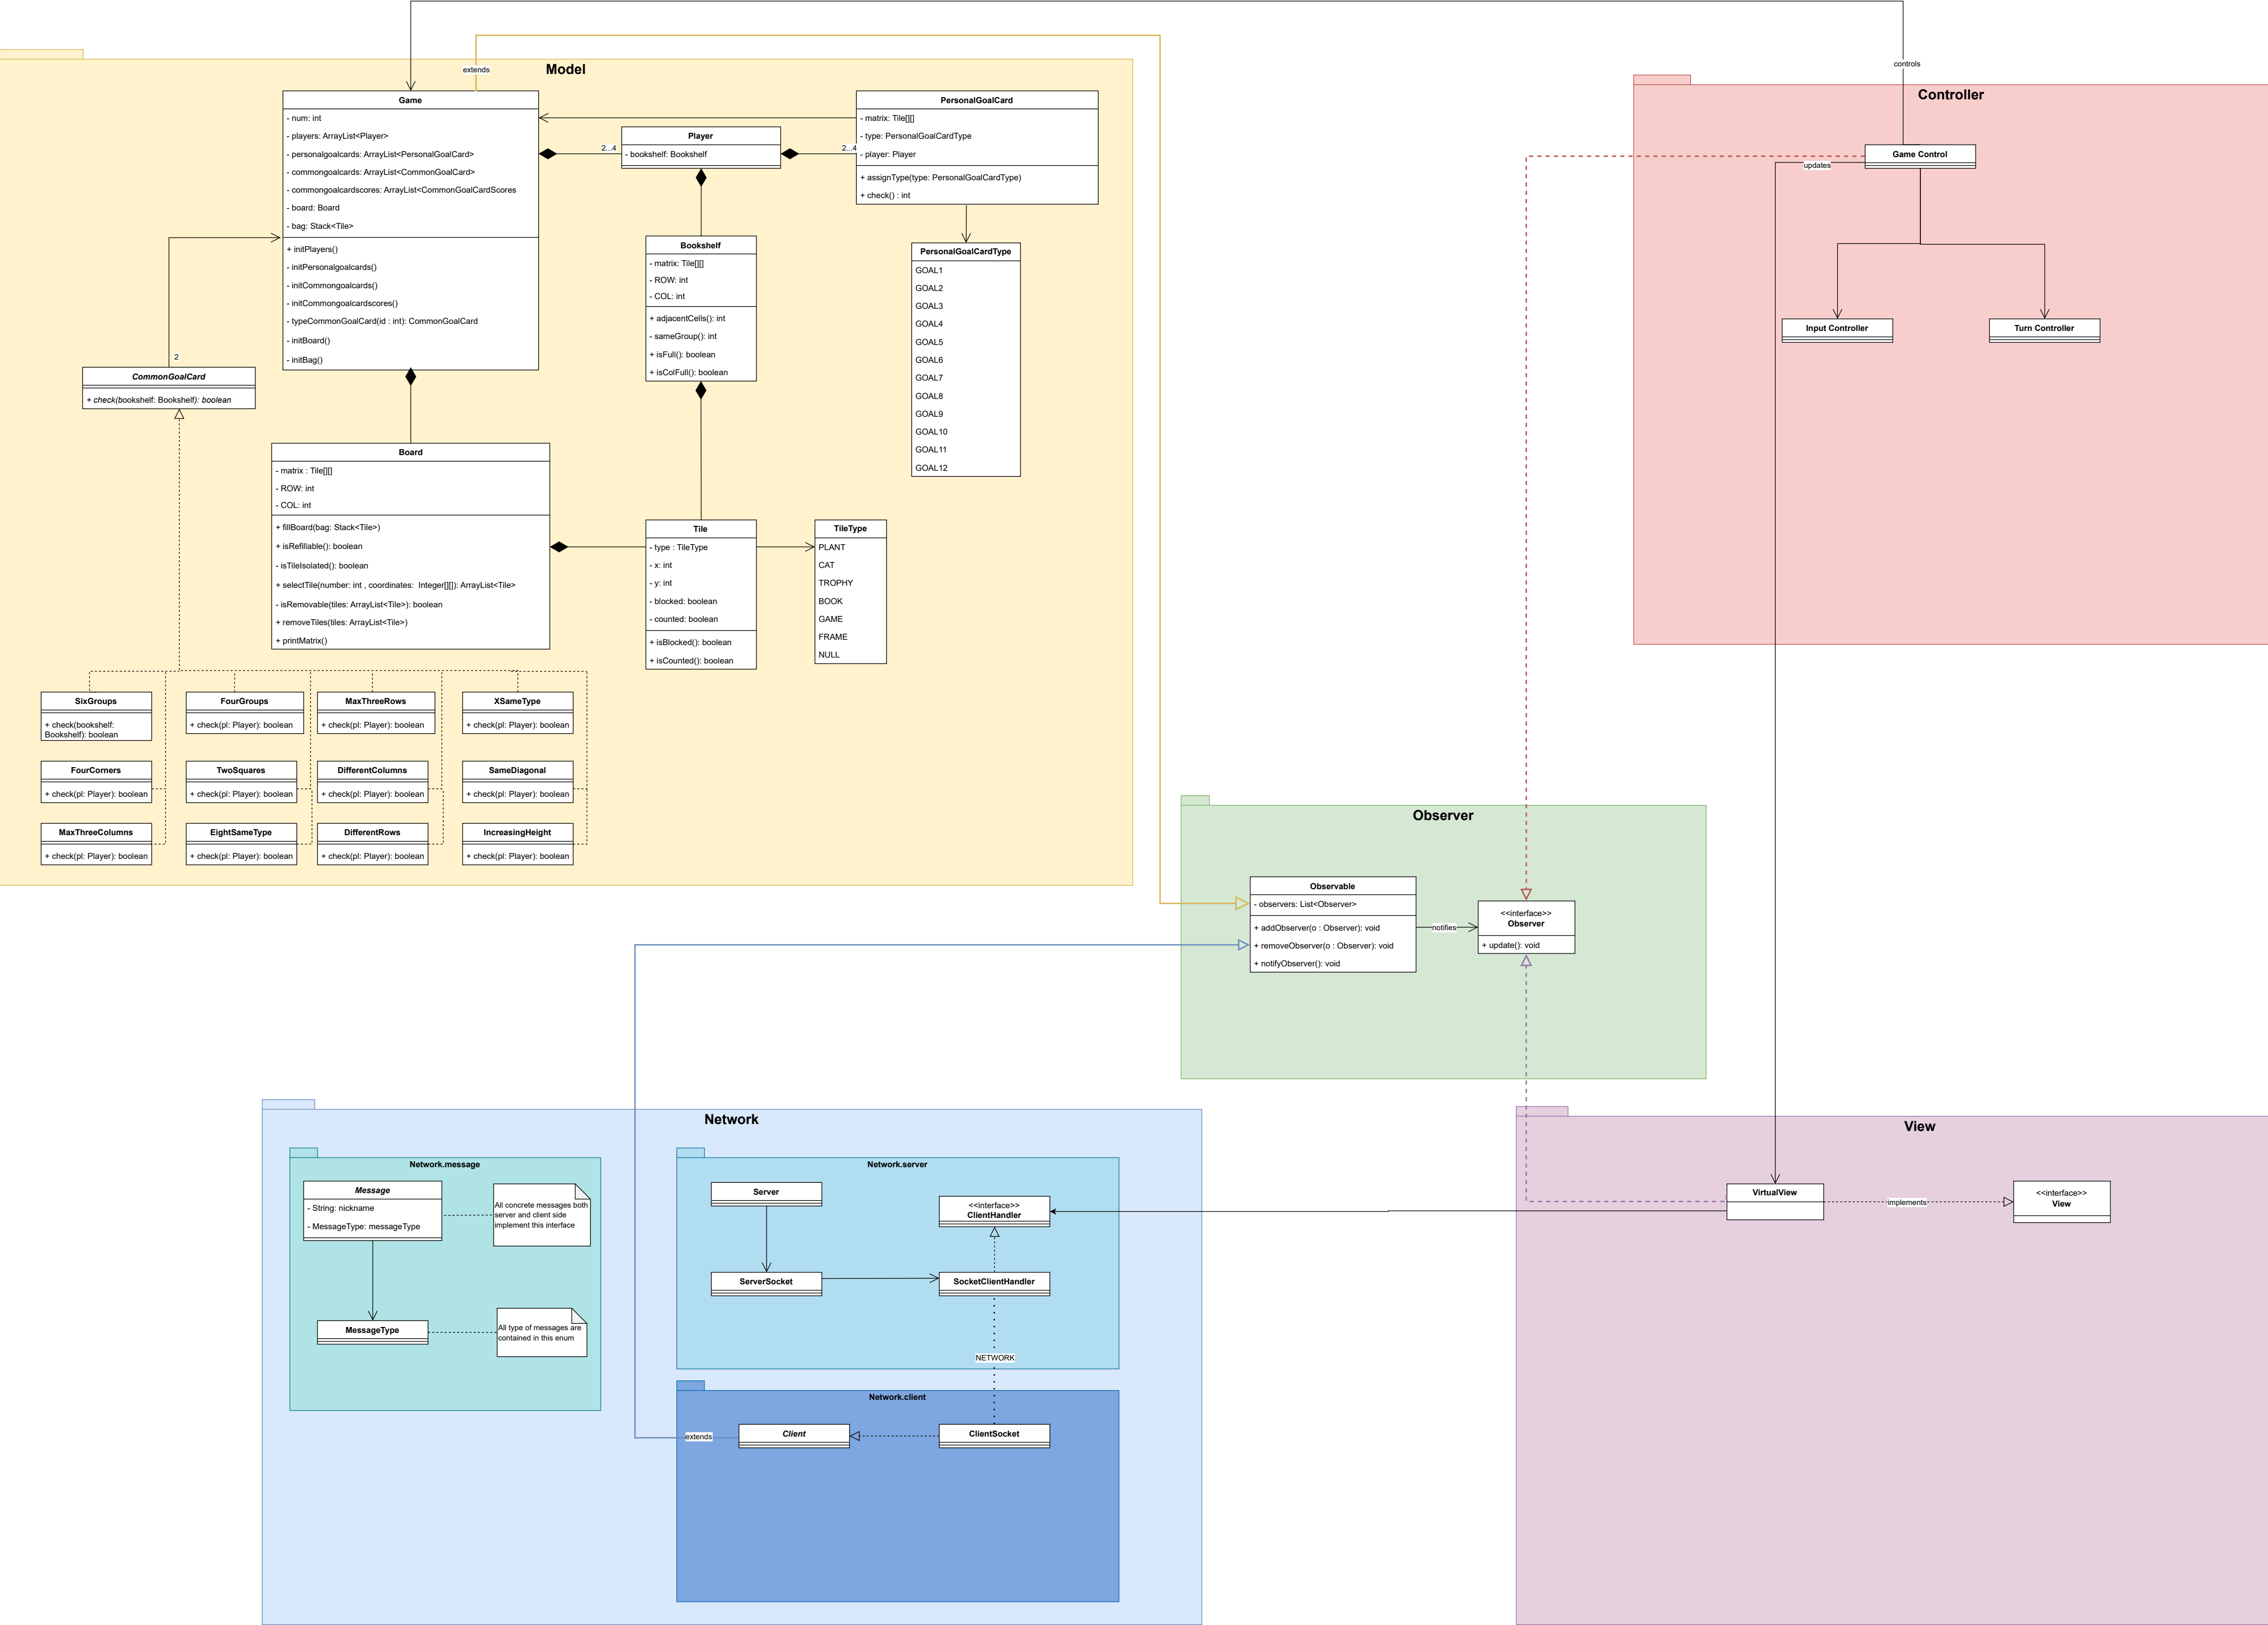 controls
extends
Model
Game
- num: int
- players: ArrayList<Player>
- personalgoalcards: ArrayList<PersonalGoalCard>
- commongoalcards: ArrayList<CommonGoalCard>
- commongoalcardscores: ArrayList<CommonGoalCardScores
- board: Board
- bag: Stack<Tile>
+ initPlayers()
- initPersonalgoalcards()
- initCommongoalcards()
- initCommongoalcardscores()
- typeCommonGoalCard(id : int): CommonGoalCard
- initBoard()
- initBag()
2...4
Player
- bookshelf: Bookshelf
2...4
PersonalGoalCard
- matrix: Tile[][]
- type: PersonalGoalCardType
- player: Player
+ assignType(type: PersonalGoalCardType)
+ check() : int
Bookshelf
- matrix: Tile[][]
- ROW: int
- COL: int
+ adjacentCells(): int
- sameGroup(): int
+ isFull(): boolean
+ isColFull(): boolean
PersonalGoalCardType
GOAL1
GOAL2
GOAL3
GOAL4
GOAL5
GOAL6
GOAL7
GOAL8
GOAL9
GOAL10
GOAL11
GOAL12
2
CommonGoalCard
+ check(bookshelf: Bookshelf): boolean
Board
- matrix : Tile[][]
- ROW: int
- COL: int
+ fillBoard(bag: Stack<Tile>)
+ isRefillable(): boolean
- isTileIsolated(): boolean
+ selectTile(number: int , coordinates:  Integer[][]): ArrayList<Tile>
- isRemovable(tiles: ArrayList<Tile>): boolean
+ removeTiles(tiles: ArrayList<Tile>)
+ printMatrix()
Tile
- type : TileType
- x: int
- y: int
- blocked: boolean
- counted: boolean
+ isBlocked(): boolean
+ isCounted(): boolean
TileType
PLANT
CAT
TROPHY
BOOK
GAME
FRAME
NULL
SixGroups
+ check(bookshelf:
Bookshelf): boolean
FourGroups
+ check(pl: Player): boolean
MaxThreeRows
+ check(pl: Player): boolean
XSameType
+ check(pl: Player): boolean
FourCorners
+ check(pl: Player): boolean
TwoSquares
+ check(pl: Player): boolean
DifferentColumns
+ check(pl: Player): boolean
SameDiagonal
+ check(pl: Player): boolean
MaxThreeColumns
+ check(pl: Player): boolean
EightSameType
+ check(pl: Player): boolean
DifferentRows
+ check(pl: Player): boolean
IncreasingHeight
+ check(pl: Player): boolean
Controller
Game Control
updates
Input Controller
Turn Controller
Observer
Observable
- observers: List<Observer>
+ addObserver(o : Observer): void
+ removeObserver(o : Observer): void
+ notifyObserver(): void
notifies
<<interface>>
Observer
+ update(): void
Network
Network.message
Message
- String: nickname
- MessageType: messageType
All concrete messages both
server and client side
implement this interface
MessageType
All type of messages are
contained in this enum
Network.server
Server
<<interface>>
ClientHandler
ServerSocket
SocketClientHandler
NETWORK
Network.client
extends
Client
ClientSocket
View
VirtualView
implements
<<interface>>
View